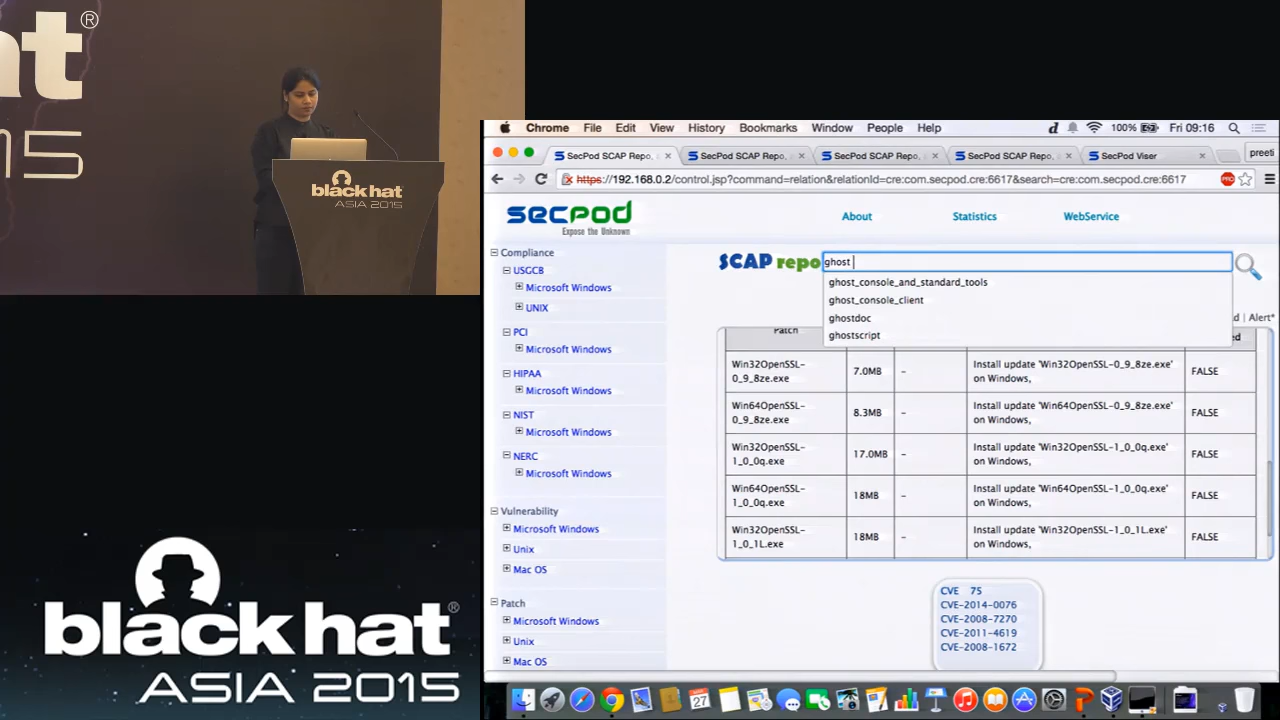 at®
15
black hat
ASIA 2015
black hat®
ASIA 2015
Chrome File Edit View History Bookmarks Window People Help
100% Fri 09:16
SecPod SCAP Repo,
SecPod SCAP Repo,
SecPod SCAP Repo,
SecPod SCAP Repo,
SecPod Viser
preeti
https://192.168.0.2/control.jsp?command=relation&relationId=cre:com.secpod.cre:6617&search=cre:com.secpod.cre:6617
secpod
Expose the Unknown
About
Statistics
WebService
SCAP repo
ghost
ghost_console_and_standard_tools
ghost_console_client
ghostdoc
ghostscript
Alert*
Compliance
USGCB
Microsoft Windows
UNIX
PCI
Microsoft Windows
HIPAA
Microsoft Windows
NIST
Microsoft Windows
NERC
Microsoft Windows
Vulnerability
Microsoft Windows
Unix
Mac OS
Patch
Microsoft Windows
Unix
Mac OS
Patch
Win32OpenSSL-
0_9_8ze.exe
7.0MB
-
Install update 'Win32OpenSSL-0_9_8ze.exe'
on Windows,
FALSE
Win64OpenSSL-
0_9_8ze.exe
8.3MB
-
Install update 'Win64OpenSSL-0_9_8ze.exe'
on Windows,
FALSE
Win32OpenSSL-
1_0_0q.exe
17.0MB
-
Install update 'Win32OpenSSL-1_0_0q.exe'
on Windows,
FALSE
Win64OpenSSL-
1_0_0q.exe
18MB
-
Install update 'Win64OpenSSL-1_0_0q.exe'
on Windows,
FALSE
Win32OpenSSL-
1_0_1L.exe
18MB
-
Install update 'Win32OpenSSL-1_0_1L.exe'
on Windows,
FALSE
CVE 75
CVE-2014-0076
CVE-2008-7270
CVE-2011-4619
CVE-2008-1672
27